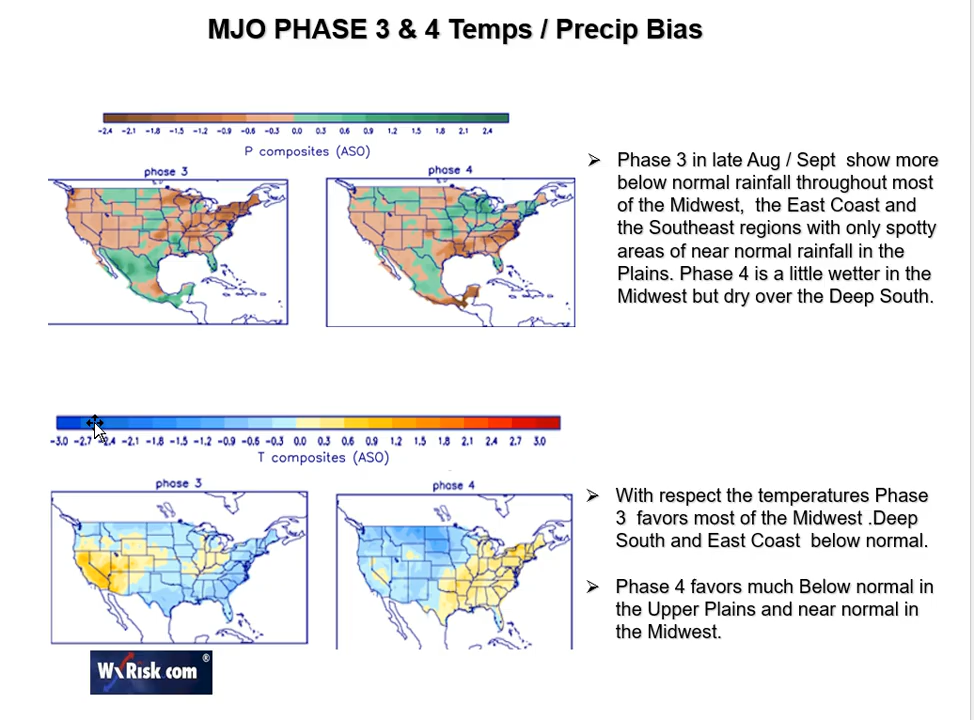 MJO PHASE 3 & 4 Temps / Precip Bias
-2.4 -2.1 -1.8 -1.5 -1.2 -0.9 -0.6 -0.3 0.0 0.3 0.6 0.9 1.2 1.5 1.8 2.1 2.4
P composites (ASO)
phase 3
phase 4
Phase 3 in late Aug / Sept show more
below normal rainfall throughout most
of the Midwest, the East Coast and
the Southeast regions with only spotty
areas of near normal rainfall in the
Plains. Phase 4 is a little wetter in the
Midwest but dry over the Deep South.
-3.0 -2.7 -2.4 -2.1 -1.8 -1.5 -1.2 -0.9 -0.6 -0.3 0.0 0.3 0.6 0.9 1.2 1.5 1.8 2.1 2.4 2.7 3.0
T composites (ASO)
phase 3
phase 4
With respect the temperatures Phase
3 favors most of the Midwest .Deep
South and East Coast below normal.
Phase 4 favors much Below normal in
the Upper Plains and near normal in
the Midwest.
WxRisk.com ®